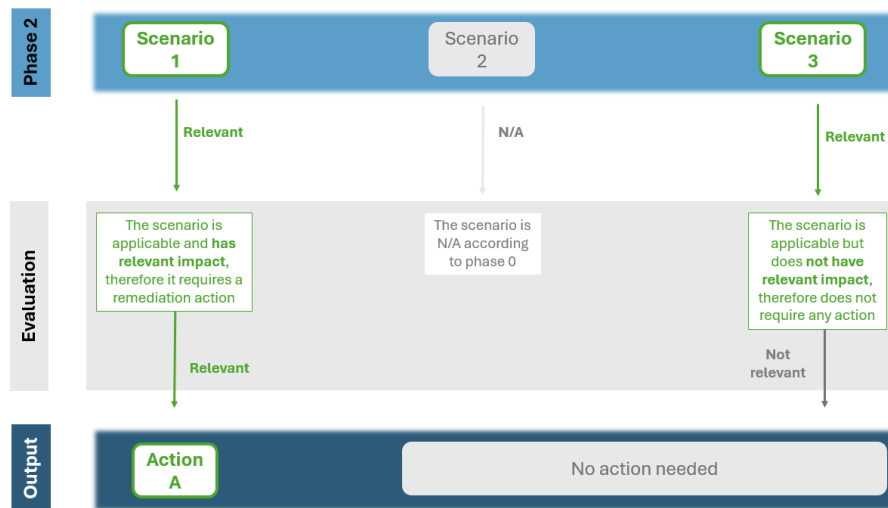 Phase 2
Scenario
1
Scenario
2
Scenario
3
Relevant
N/A
Relevant
Evaluation
The scenario is
applicable and has
relevant impact,
therefore it requires a
remediation action
The scenario is
N/A according
to phase 0
The scenario is
applicable but
does not have
relevant impact,
therefore does not
require any action
Relevant
Not
relevant
Output
Action
A
No action needed